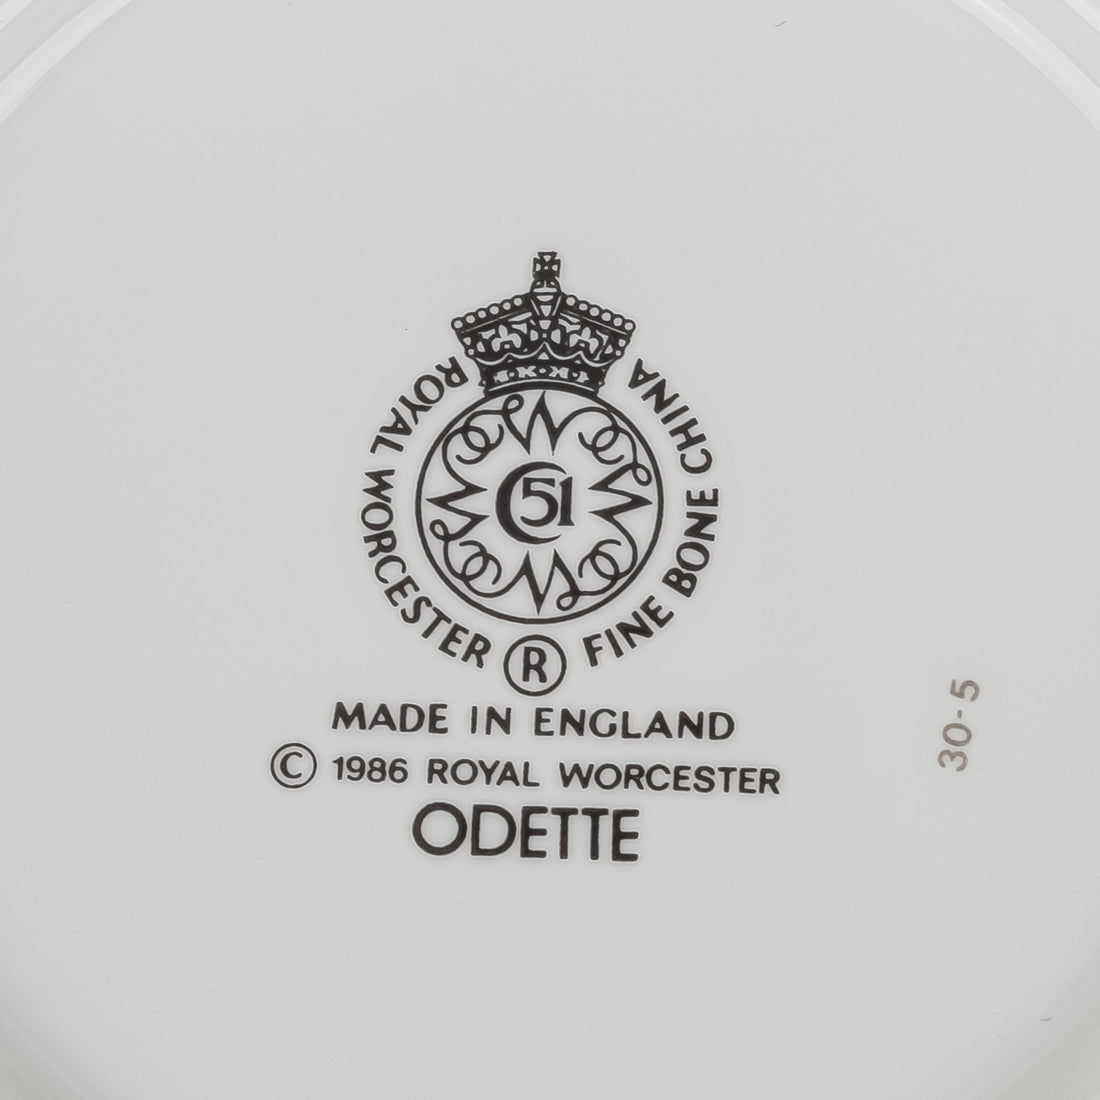 ROYAL WORCESTER
FINE BONE CHINA
C51
R
MADE IN ENGLAND
© 1986 ROYAL WORCESTER
ODETTE
30-5